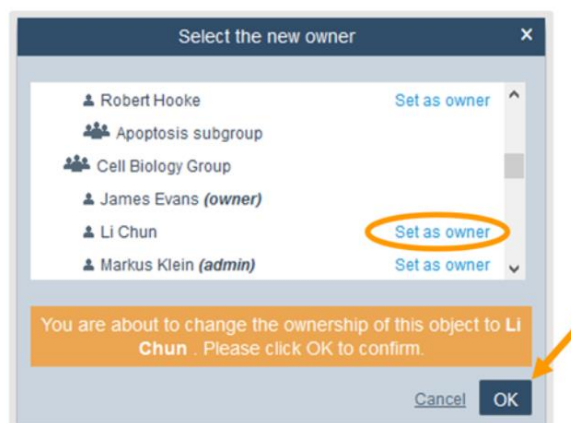 Select the new owner x
Robert Hooke Set as owner
Apoptosis subgroup
Cell Biology Group
James Evans (owner)
Li Chun Set as owner
Markus Klein (admin) Set as owner
You are about to change the ownership of this object to Li
Chun . Please click OK to confirm.
Cancel OK